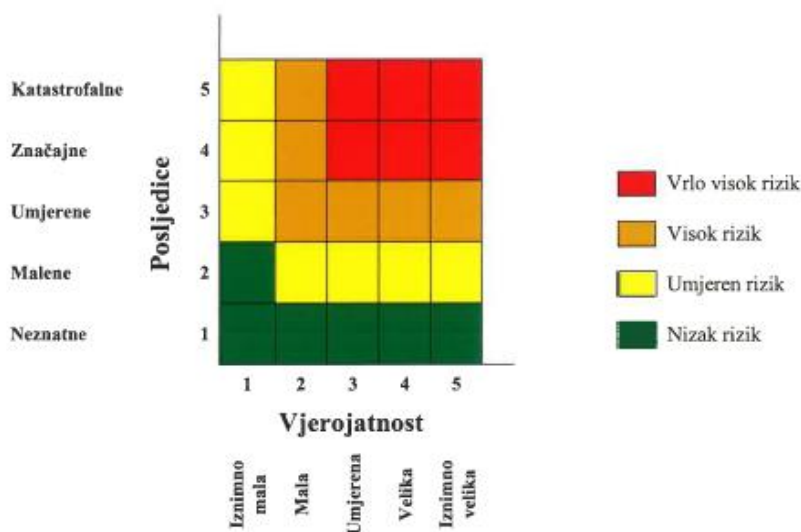 Katastrofalne 5
Značajne 4
Umjerene 3
Malene 2
Neznatne 1
Posljedice
1 2 3 4 5
Vjerojatnost
Iznimno
mala
Mala
Umjerena
Velika
Iznimno
velika
Vrlo visok rizik
Visok rizik
Umjeren rizik
Nizak rizik